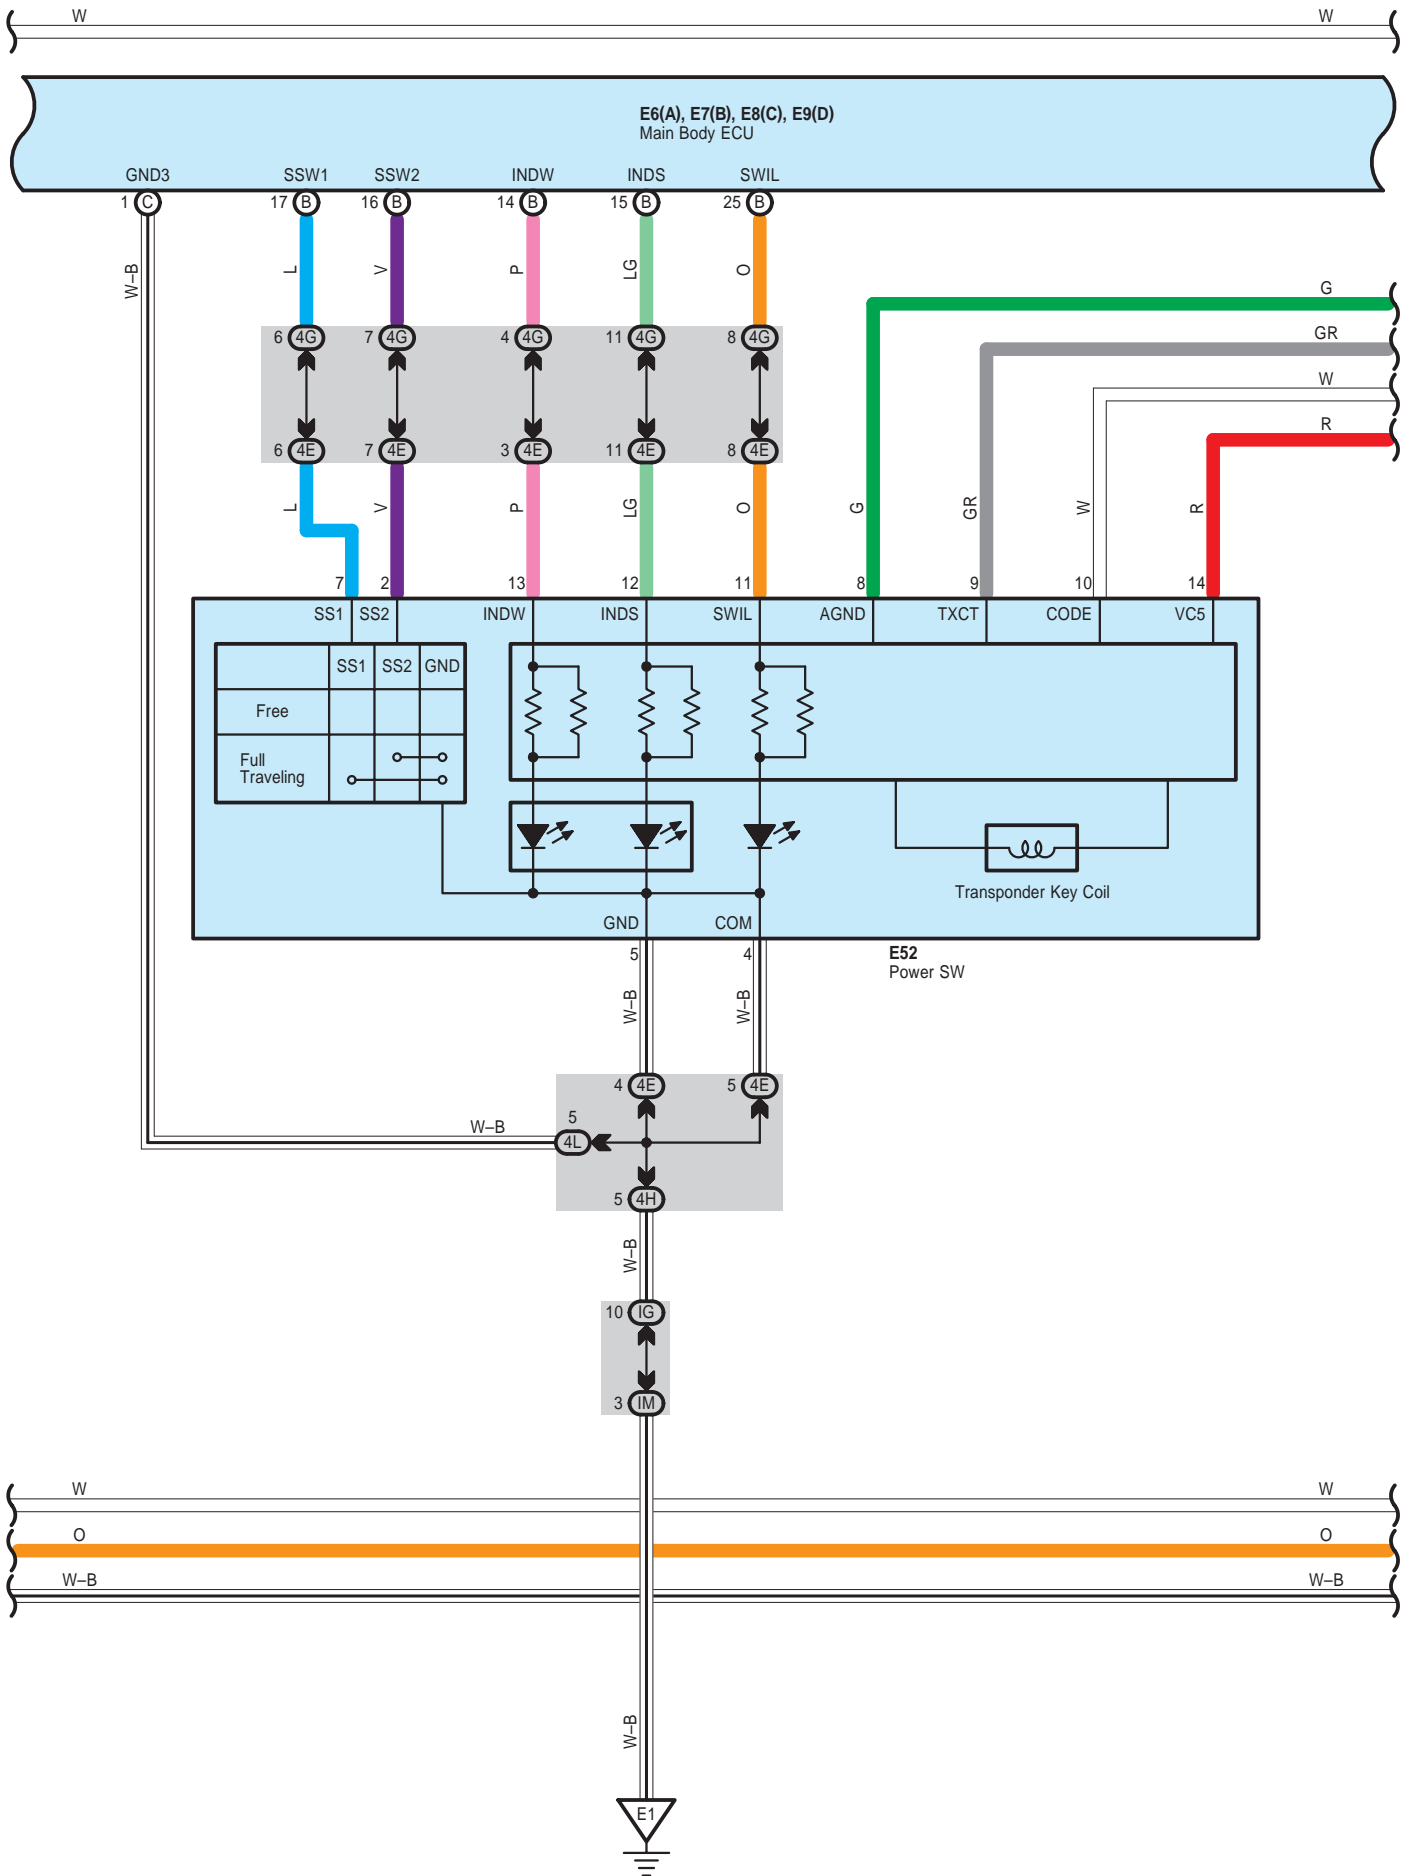 W W
E6(A), E7(B), E8(C), E9(D)
Main Body ECU
GND3 SSW1 SSW2 INDW INDS SWIL
1 C 17 B 16 B 14 B 15 B 25 B
W–B L V P LG O
G
GR
W
R
6 4G 7 4G 4 4G 11 4G 8 4G
6 4E 7 4E 3 4E 11 4E 8 4E
L V P LG O G GR W R
7 2 13 12 11 8 9 10 14
SS1 SS2 INDW INDS SWIL AGND TXCT CODE VC5
SS1 SS2 GND
Free
Full
Traveling
Transponder Key Coil
GND COM
5 4
E52
Power SW
W–B W–B
4 4E 5 4E
5
W–B
4L
5 4H
W–B
10 IG
3 IM
W W
O O
W–B W–B
W–B
E1